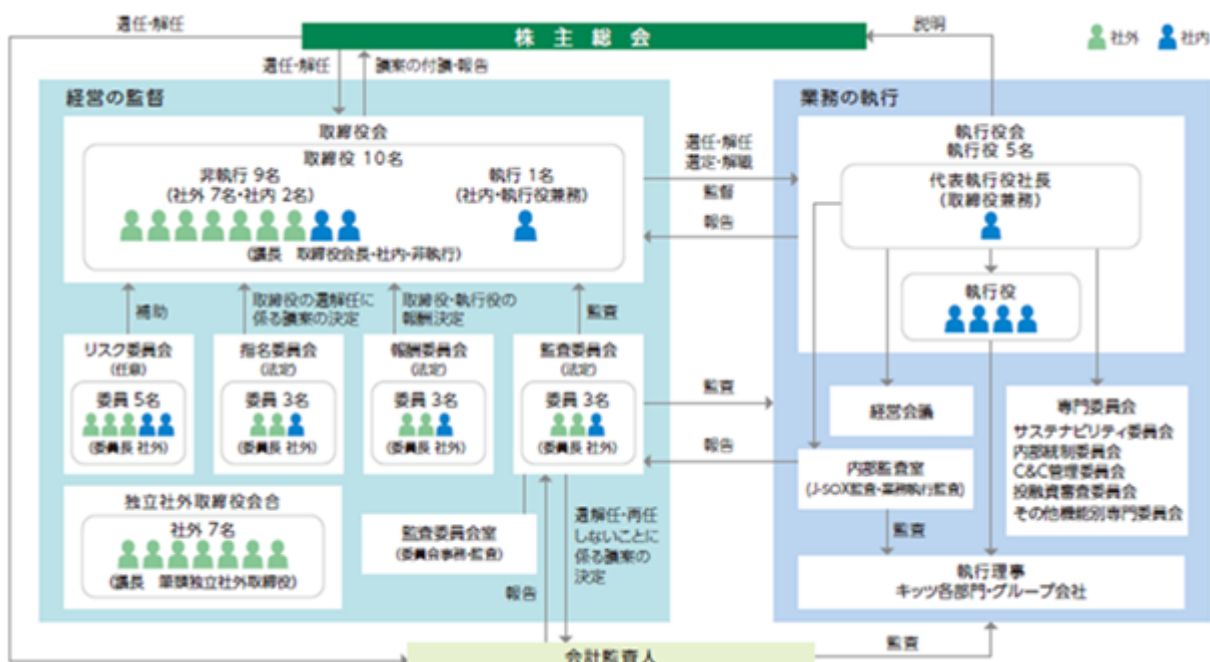 選任・解任
株主総会
説明
社外 社内
選任・解任
議案の付議・報告
経営の監督
取締役会
取締役 10名
非執行 9名
(社外 7名・社内 2名)
執行 1名
(社内・執行役兼務)
(議長 取締役会長・社内・非執行)
選任・解任
選定・解職
監督
報告
業務の執行
執行役会
執行役 5名
代表執行役社長
(取締役兼務)
執行役
補助
取締役の選解任に
係る議案の決定
取締役・執行役の
報酬決定
監査
リスク委員会
(任意)
委員 5名
(委員長 社外)
指名委員会
(法定)
委員 3名
(委員長 社外)
報酬委員会
(法定)
委員 3名
(委員長 社外)
監査委員会
(法定)
委員 3名
(委員長 社外)
監査
報告
経営会議
専門委員会
サステナビリティ委員会
内部統制委員会
C&C管理委員会
投融資審査委員会
その他機能別専門委員会
内部監査室
(J-SOX監査・業務執行監査)
監査
独立社外取締役会合
社外 7名
(議長 筆頭独立社外取締役)
監査委員会室
(委員会事務・監査)
選解任・再任
しないことに
係る議案の
決定
報告
執行理事
キッツ各部門・グループ会社
会計監査人
監査